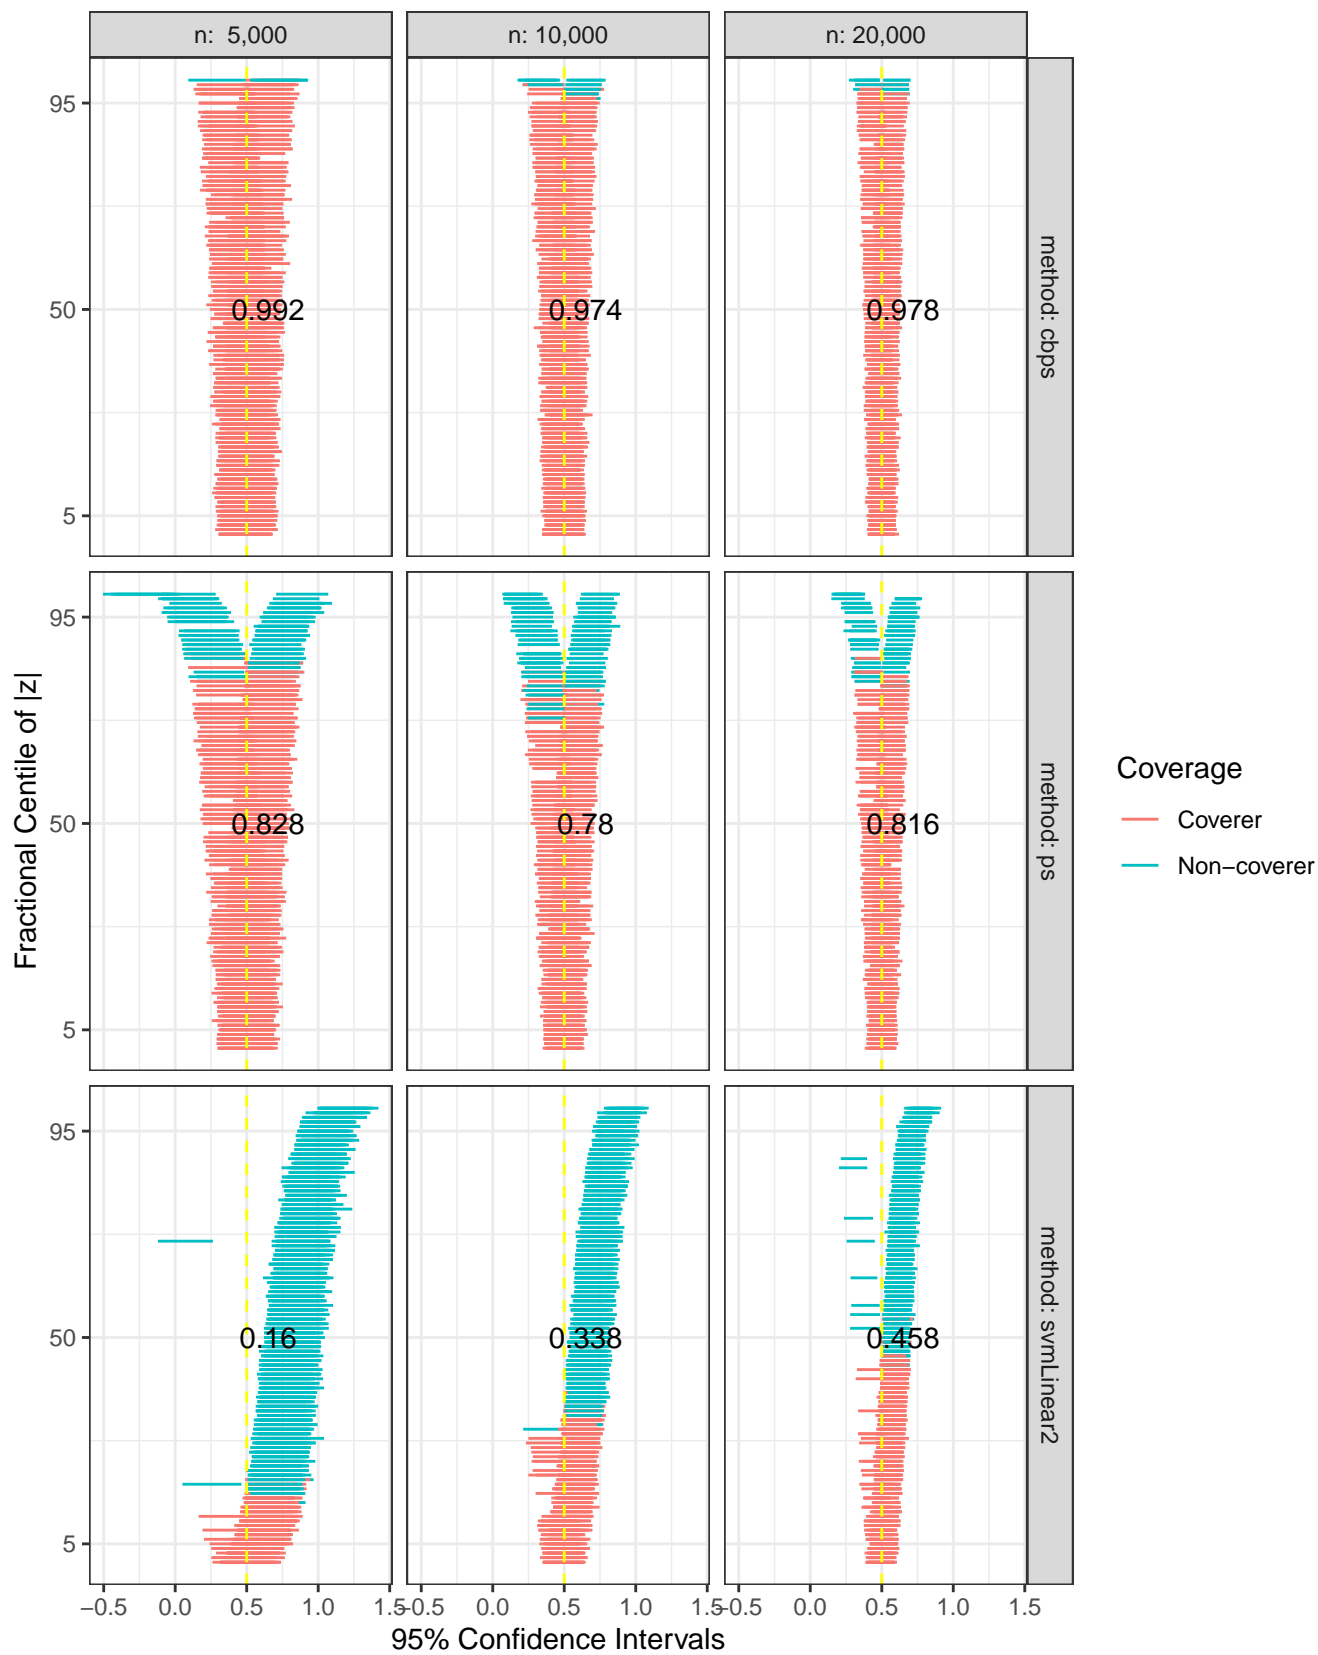 n: 5,000
n: 10,000
n: 20,000
95
50
5
0.992
0.974
0.978
method: cbps
95
50
5
0.828
0.78
0.816
method: ps
95
50
5
0.16
0.338
0.458
method: svmLinear2
Fractional Centile of |z|
−0.5 0.0 0.5 1.0 1.5
−0.5 0.0 0.5 1.0 1.5
−0.5 0.0 0.5 1.0 1.5
95% Confidence Intervals
Coverage
Coverer
Non−coverer